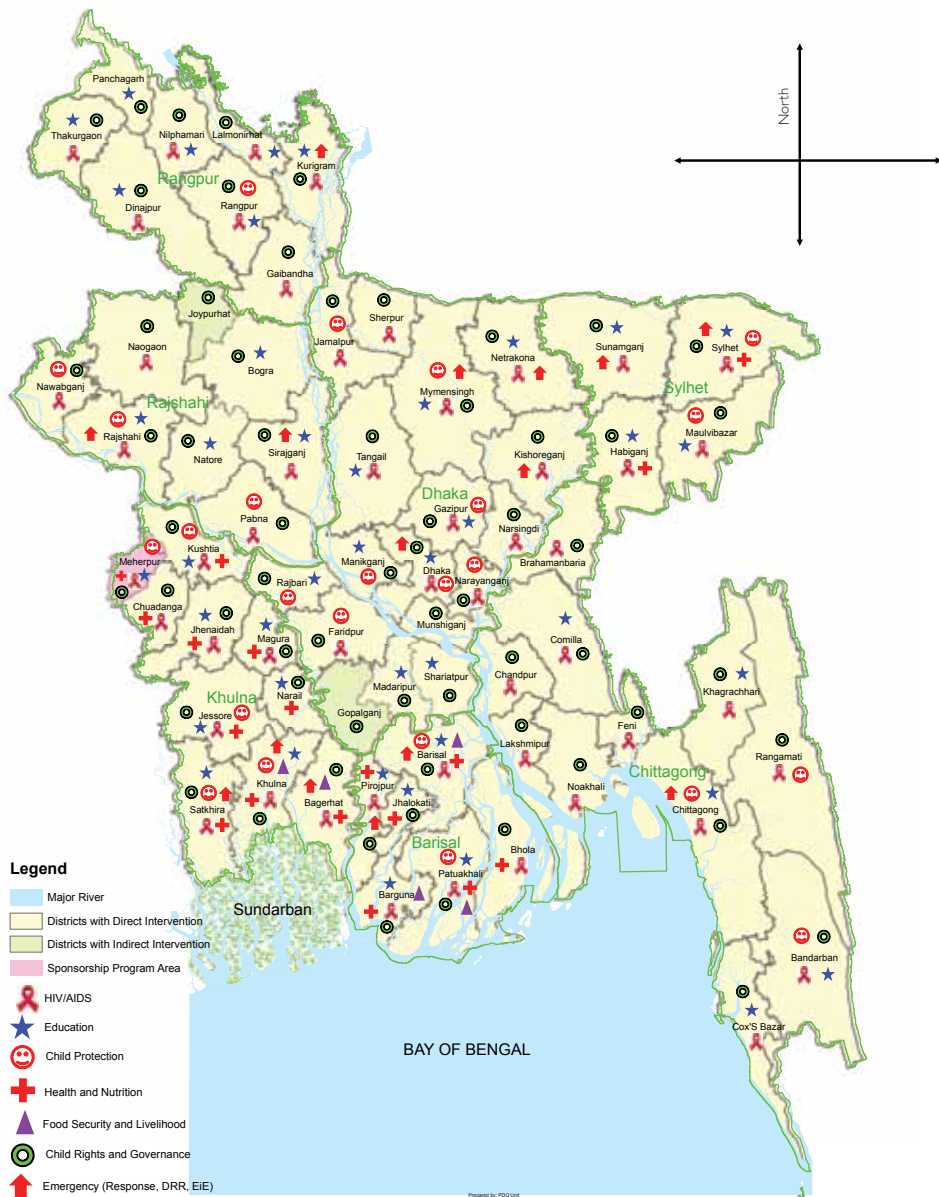 North
Panchagarh
Thakurgaon
Nilphamari
Lalmonirhat
Kurigram
Rangpur
Dinajpur
Rangpur
Gaibandha
Joypurhat
Jamalpur
Sherpur
Naogaon
Bogra
Netrakona
Sunamganj
Sylhet
Nawabganj
Mymensingh
Sylhet
Rajshahi
Rajshahi
Natore
Sirajganj
Tangail
Kishoreganj
Habiganj
Maulvibazar
Dhaka
Gazipur
Pabna
Narsingdi
Kushtia
Meherpur
Manikganj
Dhaka
Narayanganj
Brahamanbaria
Rajbari
Chuadanga
Jhenaidah
Magura
Faridpur
Munshiganj
Comilla
Khulna
Narail
Madaripur
Shariatpur
Chandpur
Khagrachhari
Jessore
Gopalganj
Lakshmipur
Feni
Rangamati
Barisal
Chittagong
Khulna
Bagerhat
Pirojpur
Jhalokati
Noakhali
Satkhira
Chittagong
Barisal
Bhola
Patuakhali
Barguna
Sundarban
Bandarban
Cox'S Bazar
BAY OF BENGAL
Legend
Major River
Districts with Direct Intervention
Districts with Indirect Intervention
Sponsorship Program Area
HIV/AIDS
Education
Child Protection
Health and Nutrition
Food Security and Livelihood
Child Rights and Governance
Emergency (Response, DRR, EiE)
Prepared by: PDQ Unit